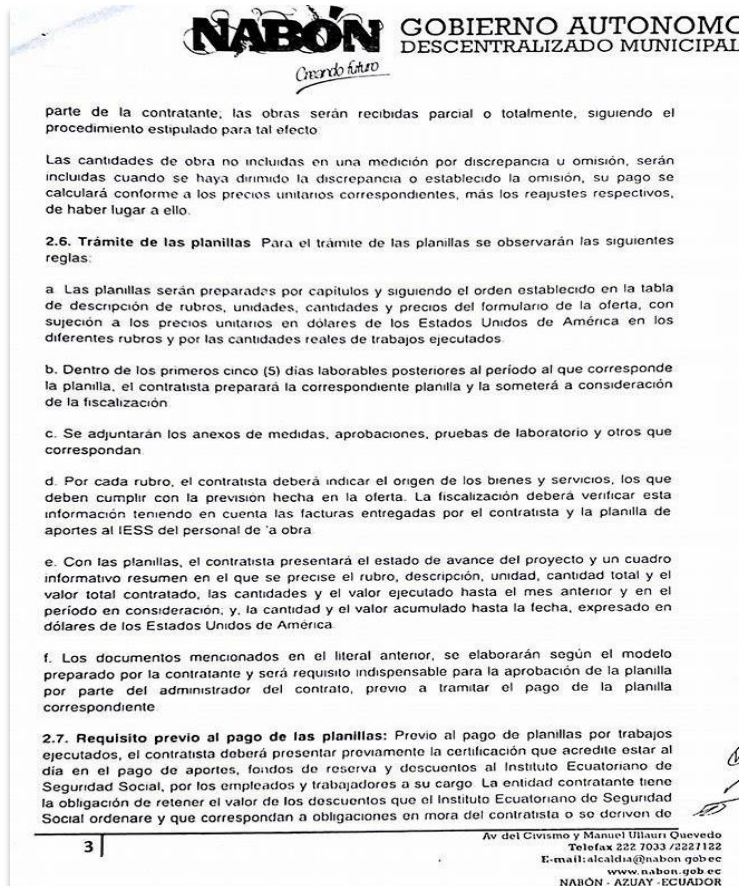 NABÓN
Creando futuro
GOBIERNO AUTONOMO
DESCENTRALIZADO MUNICIPAL
parte de la contratante; las obras serán recibidas parcial o totalmente, siguiendo el
procedimiento estipulado para tal efecto
Las cantidades de obra no incluidas en una medición por discrepancia u omisión, serán
incluidas cuando se haya dirimido la discrepancia o establecido la omisión, su pago se
calculará conforme a los precios unitarios correspondientes, más los reajustes respectivos,
de haber lugar a ello.
2.6. Trámite de las planillas Para el trámite de las planillas se observarán las siguientes
reglas:
a Las planillas serán preparadas por capítulos y siguiendo el orden establecido en la tabla
de descripción de rubros, unidades, cantidades y precios del formulario de la oferta, con
sujeción a los precios unitarios en dólares de los Estados Unidos de América en los
diferentes rubros y por las cantidades reales de trabajos ejecutados
b. Dentro de los primeros cinco (5) días laborables posteriores al período al que corresponde
la planilla, el contratista preparará la correspondiente planilla y la someterá a consideración
de la fiscalización
c. Se adjuntarán los anexos de medidas, aprobaciones, pruebas de laboratorio y otros que
correspondan
d. Por cada rubro, el contratista deberá indicar el origen de los bienes y servicios, los que
deben cumplir con la previsión hecha en la oferta. La fiscalización deberá verificar esta
información teniendo en cuenta las facturas entregadas por el contratista y la planilla de
aportes al IESS del personal de 'a obra
e. Con las planillas, el contratista presentará el estado de avance del proyecto y un cuadro
informativo resumen en el que se precise el rubro, descripción, unidad, cantidad total y el
valor total contratado, las cantidades y el valor ejecutado hasta el mes anterior y en el
período en consideración; y, la cantidad y el valor acumulado hasta la fecha, expresado en
dólares de los Estados Unidos de América
f. Los documentos mencionados en el literal anterior, se elaborarán según el modelo
preparado por la contratante y será requisito indispensable para la aprobación de la planilla
por parte del administrador del contrato, previo a tramitar el pago de la planilla
correspondiente
2.7. Requisito previo al pago de las planillas: Previo al pago de planillas por trabajos
ejecutados, el contratista deberá presentar previamente la certificación que acredite estar al
día en el pago de aportes, fondos de reserva y descuentos al Instituto Ecuatoriano de
Seguridad Social, por los empleados y trabajadores a su cargo La entidad contratante tiene
la obligación de retener el valor de los descuentos que el Instituto Ecuatoriano de Seguridad
Social ordenare y que correspondan a obligaciones en mora del contratista o se deriven de
3
Av del Civismo y Manuel Ullauri Quevedo
Telefax 222 7033 /2227122
E-mail:alcaldia@nabon gob ec
www.nabon.gob ec
NABÓN - AZUAY -ECUADOR